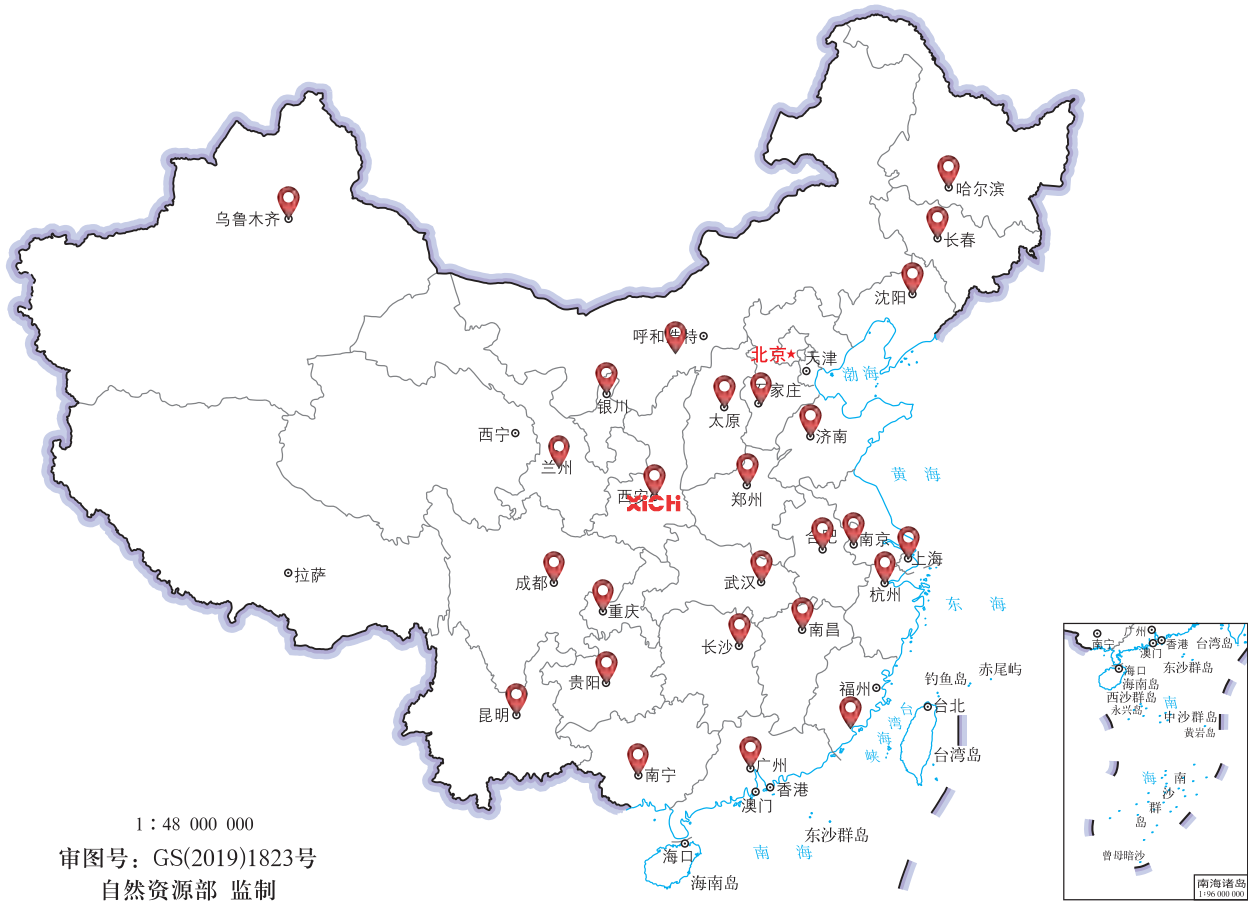 哈尔滨
乌鲁木齐
长春
沈阳
呼和浩特
北京
天津
渤海
石家庄
银川
太原
济南
西宁
兰州
黄海
西安
XiCHi
郑州
合肥
南京
上海
拉萨
成都
武汉
杭州
重庆
东海
南昌
长沙
贵阳
福州
钓鱼岛
赤尾屿
昆明
台北
台湾海峡
台湾岛
南宁
广州
香港
澳门
东沙群岛
海口
南海
海南岛
1∶48 000 000
审图号：GS(2019)1823号
自然资源部 监制
南宁
广州
香港
澳门
台湾岛
海口
东沙群岛
海南岛
西沙群岛
永兴岛
中沙群岛
黄岩岛
南海
南沙群岛
曾母暗沙
南海诸岛
1∶96 000 000